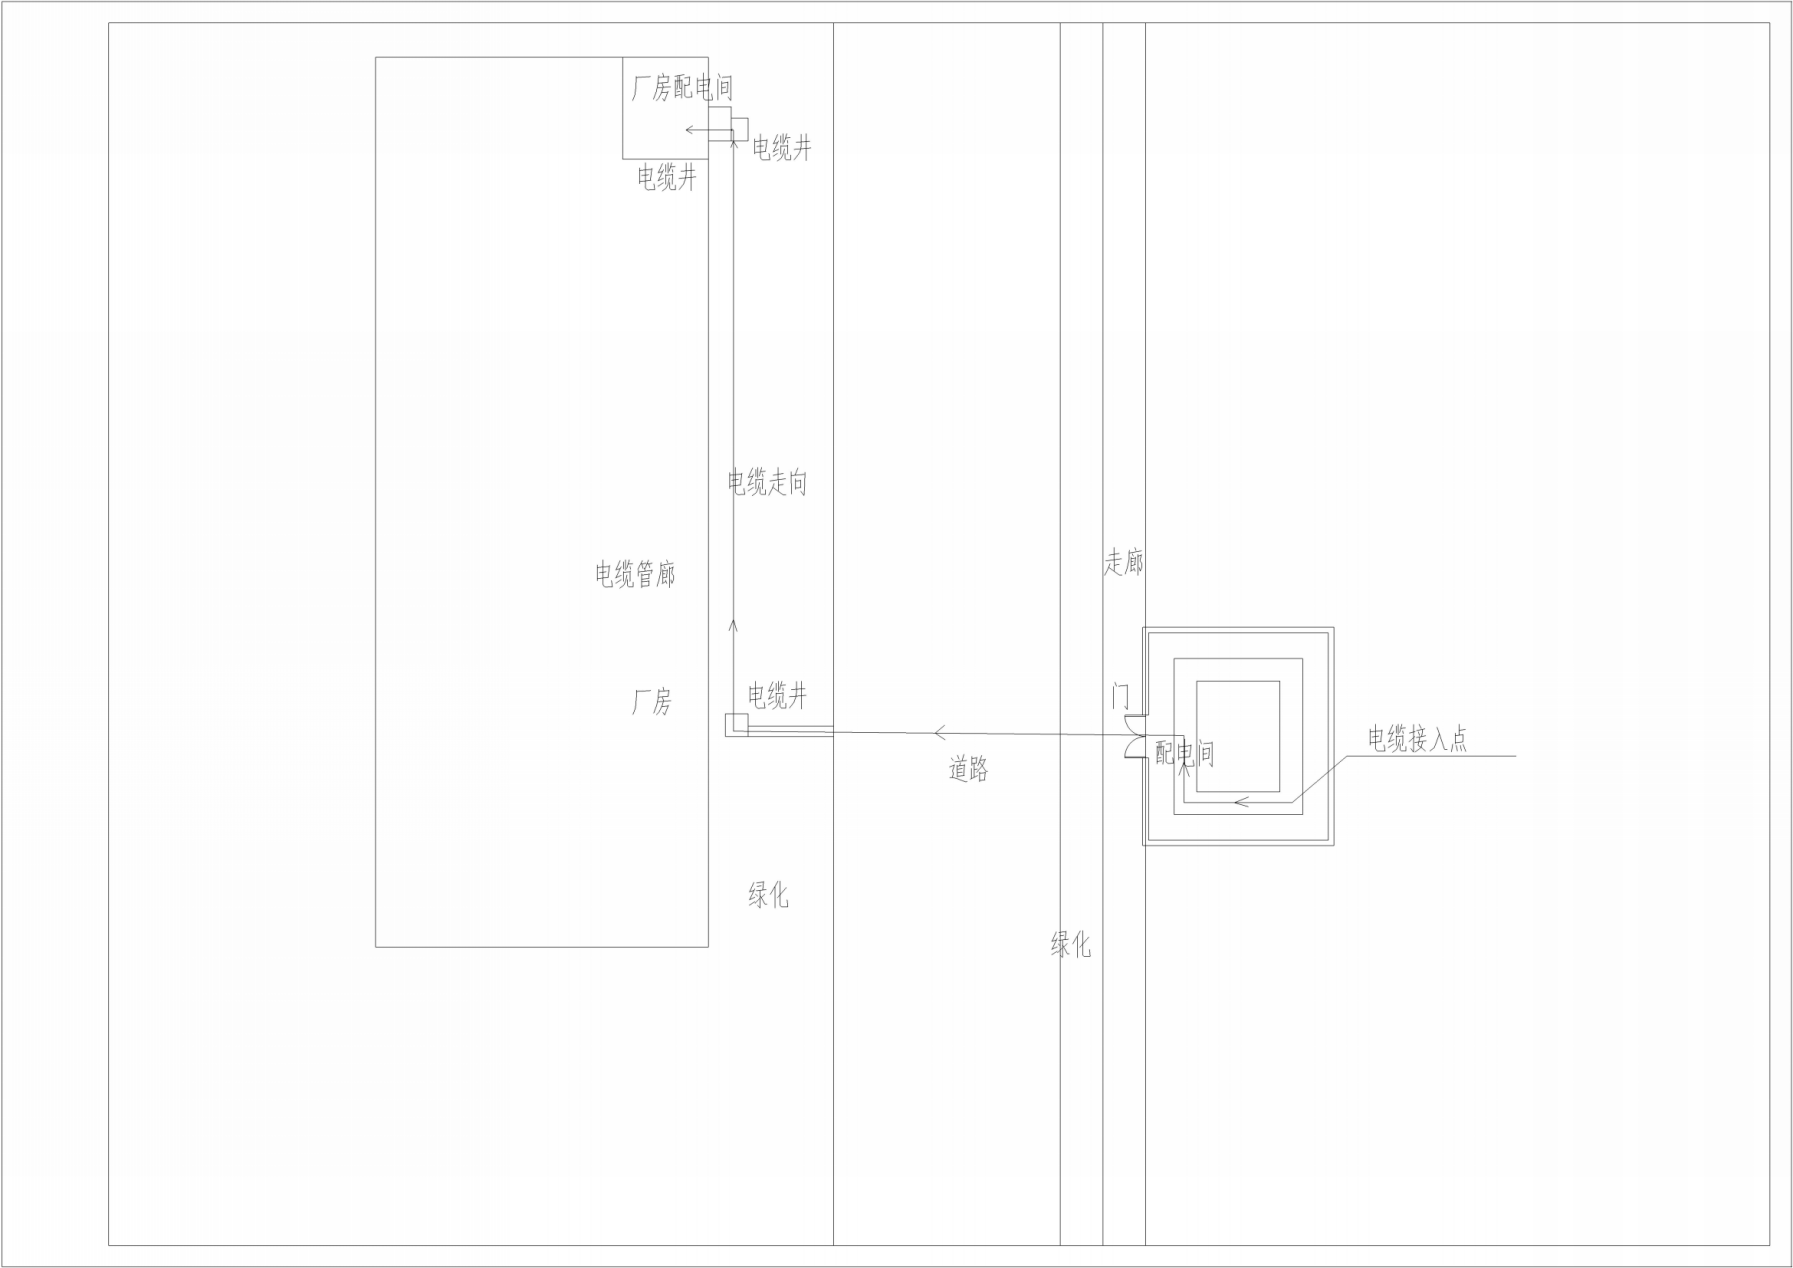 厂房配电间
电缆井
电缆井
电缆走向
走廊
电缆管廊
厂房
电缆井
门
电缆接入点
配电间
道路
绿化
绿化